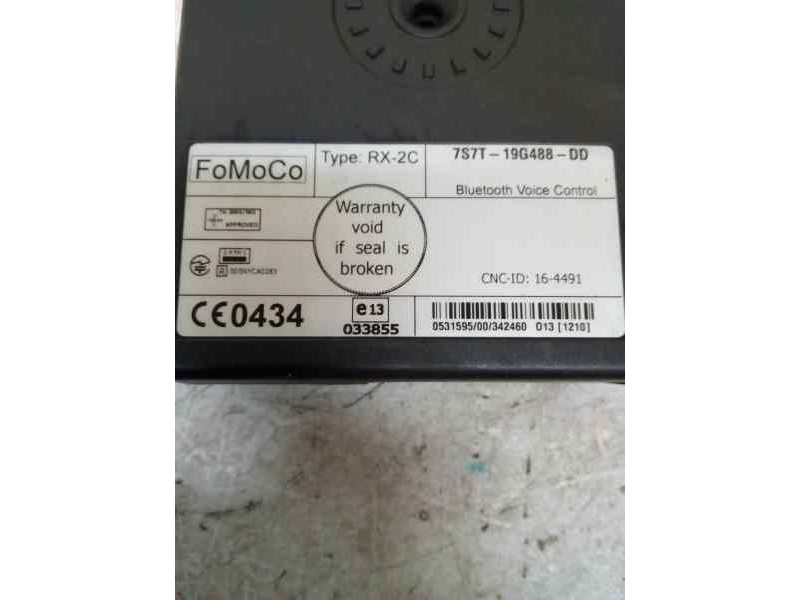 FoMoCo
Type: RX-2C
7S7T-19G488-DD
Bluetooth Voice Control
APPROVED
Warranty
void
if seal is
broken
R
CNC-ID: 16-4491
CE0434
e13
033855
0531595/00/342460 013 [1210]